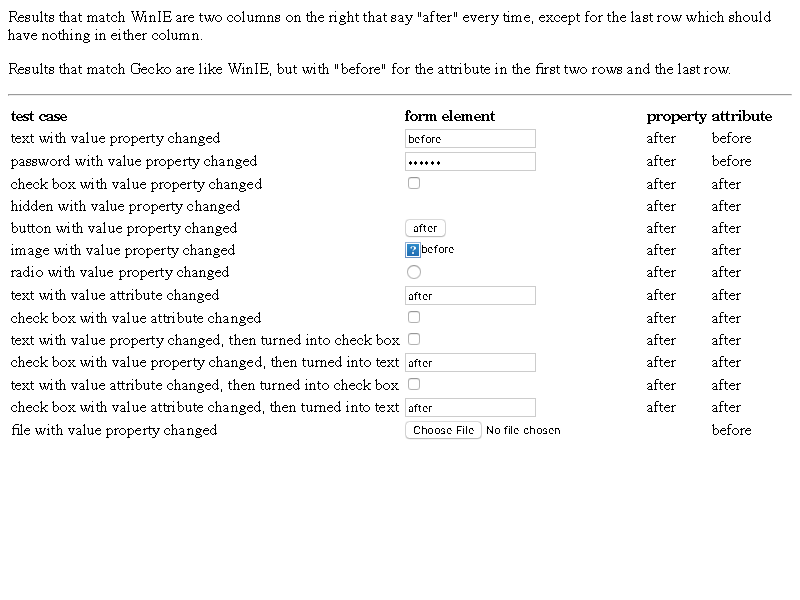 Results that match WinIE are two columns on the right that say "after" every time, except for the last row which should
have nothing in either column.
Results that match Gecko are like WinIE, but with "before" for the attribute in the first two rows and the last row.
test case form element property attribute
text with value property changed before after before
password with value property changed •••••• after before
check box with value property changed after after
hidden with value property changed after after
button with value property changed after after after
image with value property changed ? before after after
radio with value property changed after after
text with value attribute changed after after after
check box with value attribute changed after after
text with value property changed, then turned into check box after after
check box with value property changed, then turned into text after after after
text with value attribute changed, then turned into check box after after
check box with value attribute changed, then turned into text after after after
file with value property changed Choose File No file chosen before